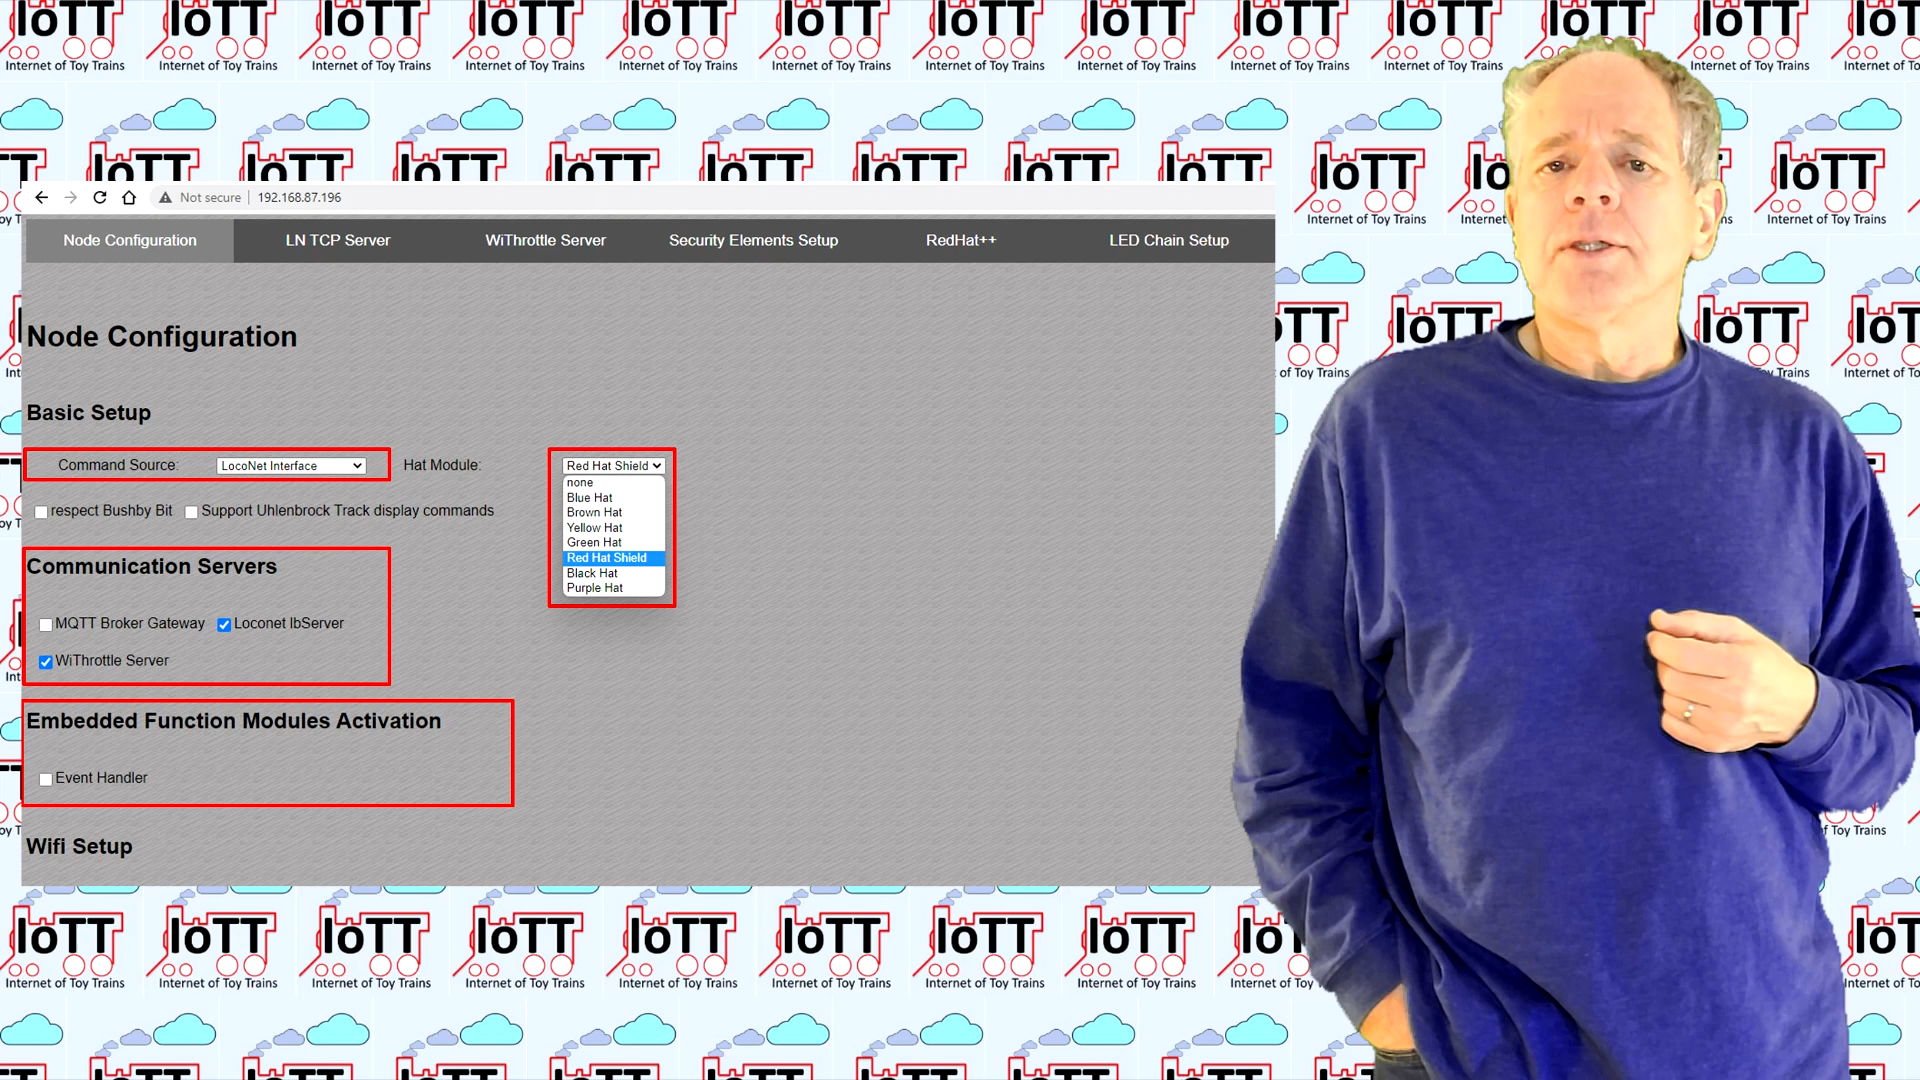 IoTT
Internet of Toy Trains
Not secure
192.168.87.196
Node Configuration
LN TCP Server
WiThrottle Server
Security Elements Setup
RedHat++
LED Chain Setup
Node Configuration
Basic Setup
Command Source:
LocoNet Interface
Hat Module:
Red Hat Shield
none
Blue Hat
Brown Hat
Yellow Hat
Green Hat
Red Hat Shield
Black Hat
Purple Hat
respect Bushby Bit
Support Uhlenbrock Track display commands
Communication Servers
MQTT Broker Gateway
Loconet lbServer
WiThrottle Server
Embedded Function Modules Activation
Event Handler
Wifi Setup